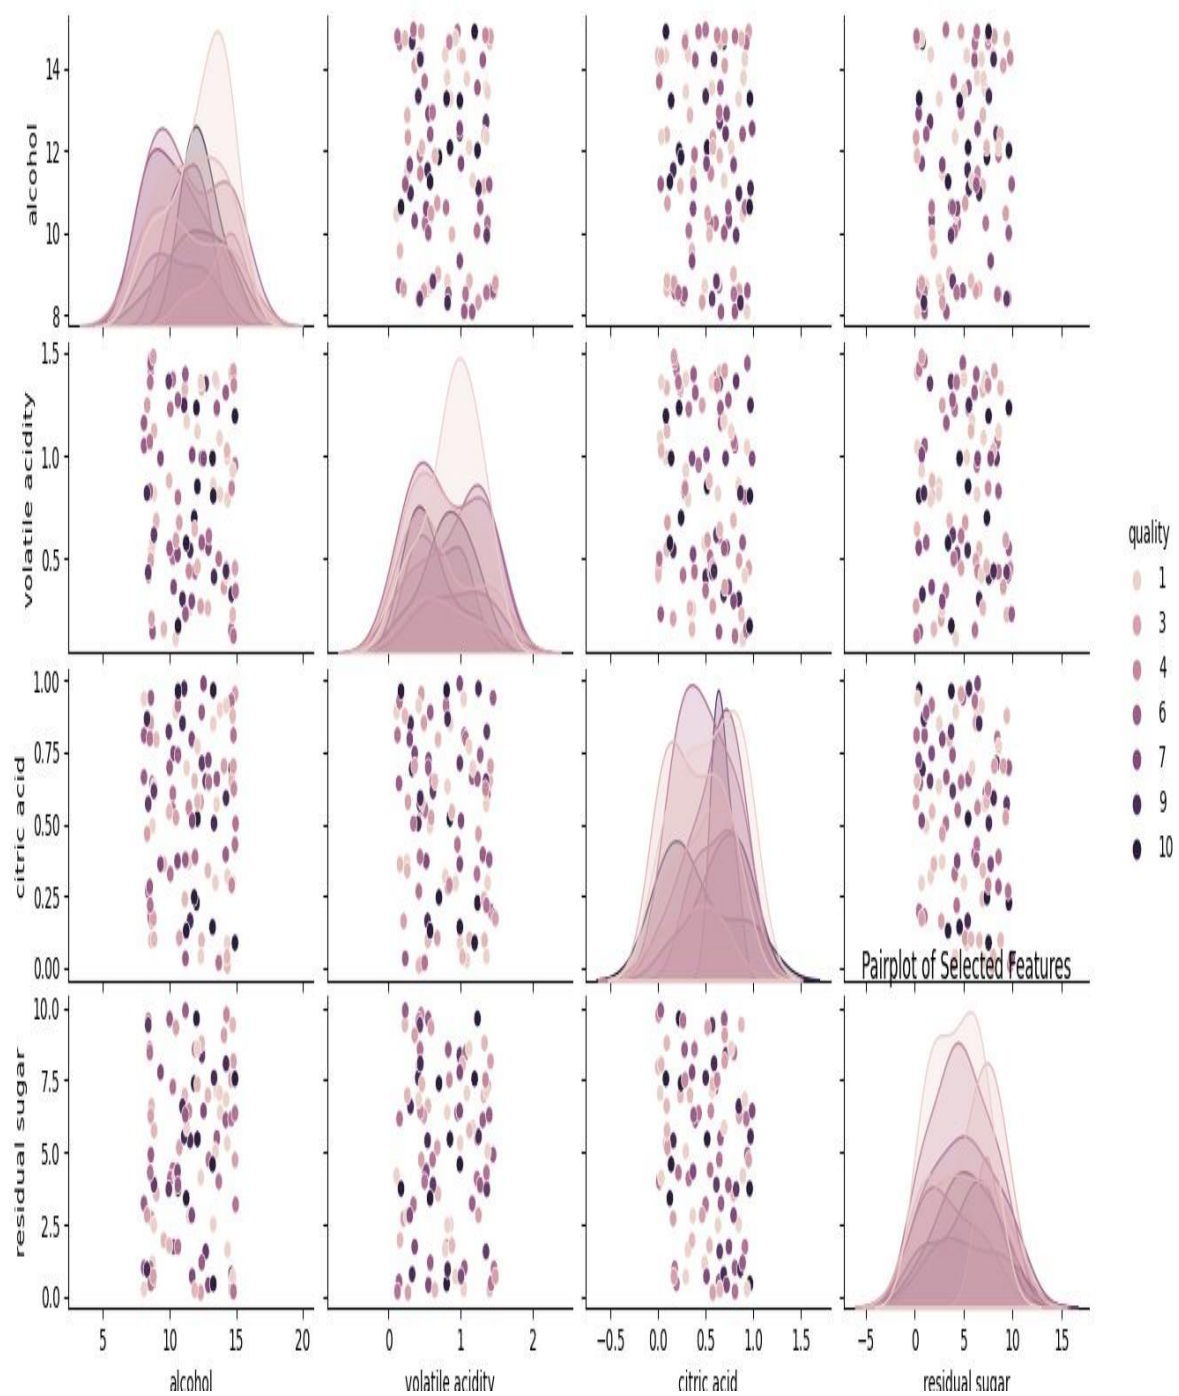 14
12
10
8
alcohol
1.5
1.0
0.5
volatile acidity
quality
1
3
4
6
7
9
10
1.00
0.75
0.50
0.25
0.00
citric acid
Pairplot of Selected Features
10.0
7.5
5.0
2.5
0.0
residual sugar
5 10 15 20
0 1 2
−0.5 0.0 0.5 1.0 1.5
−5 0 5 10 15
alcohol
volatile acidity
citric acid
residual sugar